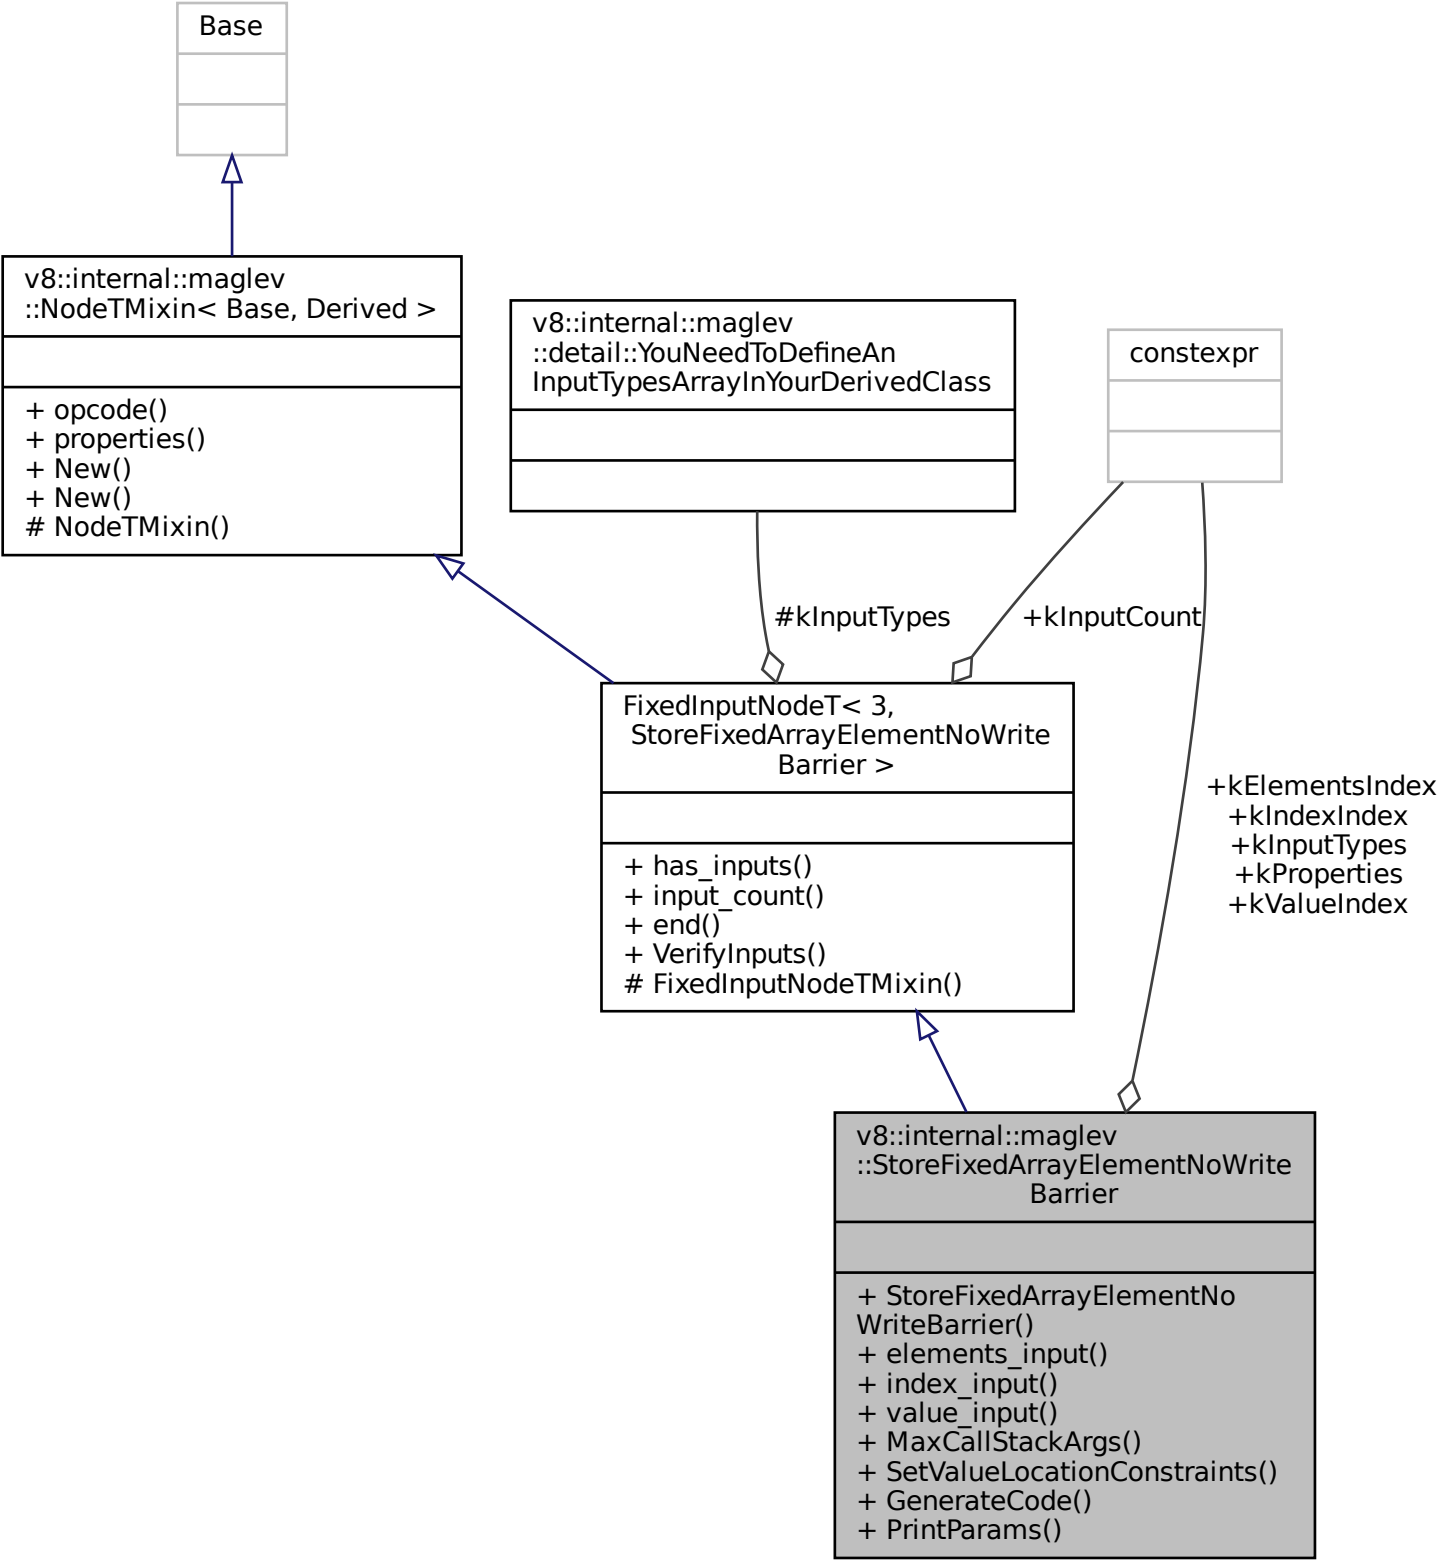 Base
v8::internal::maglev
::NodeTMixin< Base, Derived >
+ opcode()
+ properties()
+ New()
+ New()
# NodeTMixin()
v8::internal::maglev
::detail::YouNeedToDefineAn
InputTypesArrayInYourDerivedClass
constexpr
#kInputTypes
+kInputCount
FixedInputNodeT< 3,
StoreFixedArrayElementNoWrite
Barrier >
+ has_inputs()
+ input_count()
+ end()
+ VerifyInputs()
# FixedInputNodeTMixin()
+kElementsIndex
+kIndexIndex
+kInputTypes
+kProperties
+kValueIndex
v8::internal::maglev
::StoreFixedArrayElementNoWrite
Barrier
+ StoreFixedArrayElementNo
WriteBarrier()
+ elements_input()
+ index_input()
+ value_input()
+ MaxCallStackArgs()
+ SetValueLocationConstraints()
+ GenerateCode()
+ PrintParams()